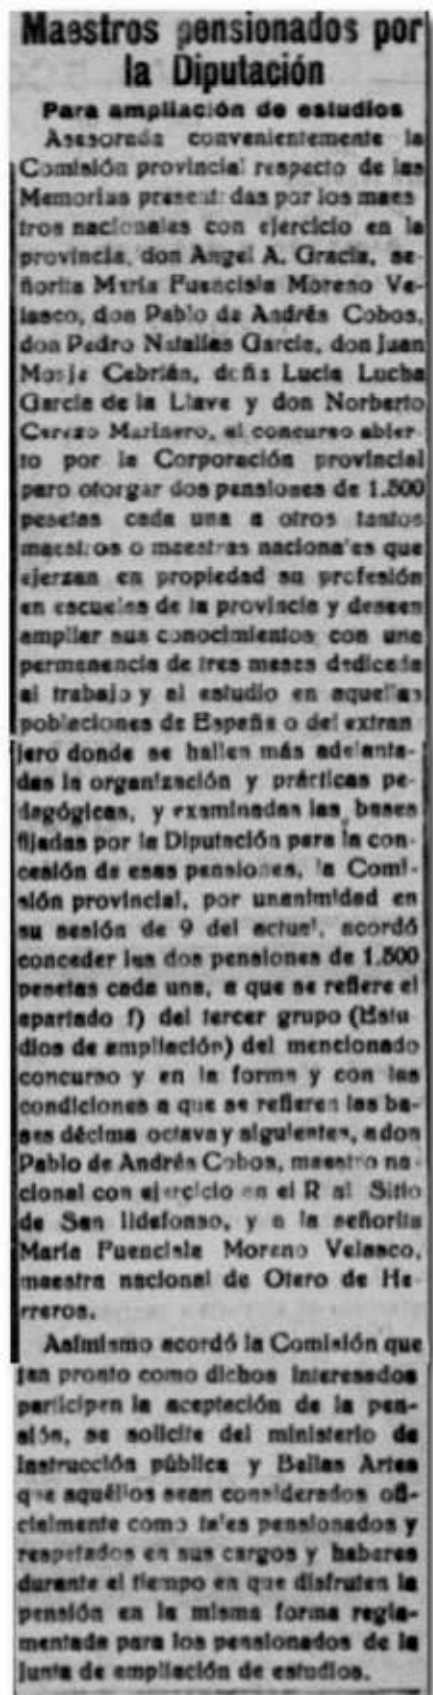 Maestros pensionados por
la Diputación
Para ampliación de estudios
Asesorada convenientemente la
Comisión provincial respecto de las
Memorias presentadas por los maes
tros nacionales con ejercicio en la
provincia, don Angel A. Gracia, se-
ñorita María Fuencisla Moreno Ve-
lasco, don Pablo de Andrés Cobos,
don Pedro Natalías García, don Juan
Monje Cebrián, doña Lucía Lucha
García de la Llave y don Norberto
Cerezo Marinero, al concurso abier-
to por la Corporación provincial
paro otorgar dos pensiones de 1.500
pesetas cada una a otros tantos
maestros o maestras nacionales que
ejerzan en propiedad su profesión
en escuelas de la provincia y deseen
ampliar sus conocimientos con una
permanencia de tres meses dedicada
al trabajo y al estudio en aquellas
poblaciones de España o del extran
jero donde se hallen más adelanta-
das la organización y prácticas pe-
dagógicas, y examinadas las bases
fijadas por la Diputación para la con-
cesión de esas pensiones, la Comi-
sión provincial, por unanimidad en
su sesión de 9 del actual, acordó
conceder las dos pensiones de 1.500
pesetas cada una, a que se refiere el
apartado f) del tercer grupo (Estu
dios de ampliación) del mencionado
concurso y en la forma y con las
condiciones a que se refieren las ba-
ses décima octava y siguientes, a don
Pablo de Andrés Cobos, maestro na-
cional con ejercicio en el Real Sitio
de San Ildefonso, y a la señorita
María Fuencisla Moreno Velasco,
maestra nacional de Otero de He-
rreros.
Asimismo acordó la Comisión que
tan pronto como dichos interesados
participen la aceptación de la pen-
sión, se solicite del ministerio de
Instrucción pública y Bellas Artes
que aquéllos sean considerados ofi-
cialmente como tales pensionados y
respetados en sus cargos y haberes
durante el tiempo en que disfruten la
pensión en la misma forma regla-
mentada para los pensionados de la
Junta de ampliación de estudios.